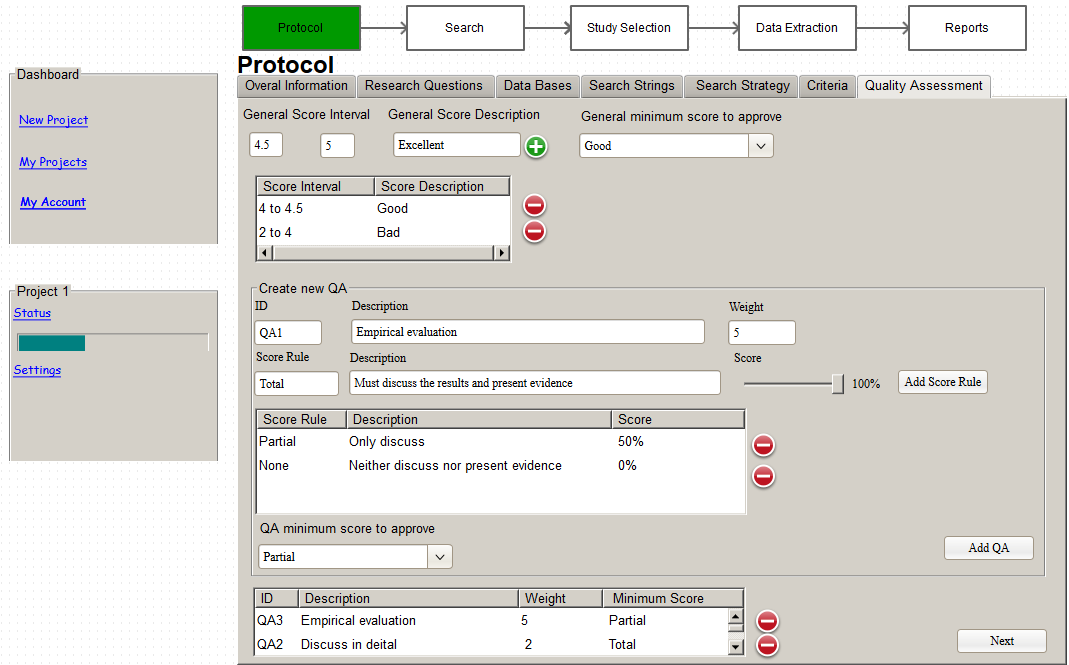 Protocol
Search
Study Selection
Data Extraction
Reports
Protocol
Dashboard
New Project
My Projects
My Account
Project 1
Status
Settings
Overal Information
Research Questions
Data Bases
Search Strings
Search Strategy
Criteria
Quality Assessment
General Score Interval
General Score Description
General minimum score to approve
4.5
5
Excellent
Good
Score Interval
Score Description
4 to 4.5
Good
2 to 4
Bad
Create new QA
ID
Description
Weight
QA1
Empirical evaluation
5
Score Rule
Description
Score
Total
Must discuss the results and present evidence
100%
Add Score Rule
Score Rule
Description
Score
Partial
Only discuss
50%
None
Neither discuss nor present evidence
0%
QA minimum score to approve
Partial
Add QA
ID
Description
Weight
Minimum Score
QA3
Empirical evaluation
5
Partial
QA2
Discuss in deital
2
Total
Next